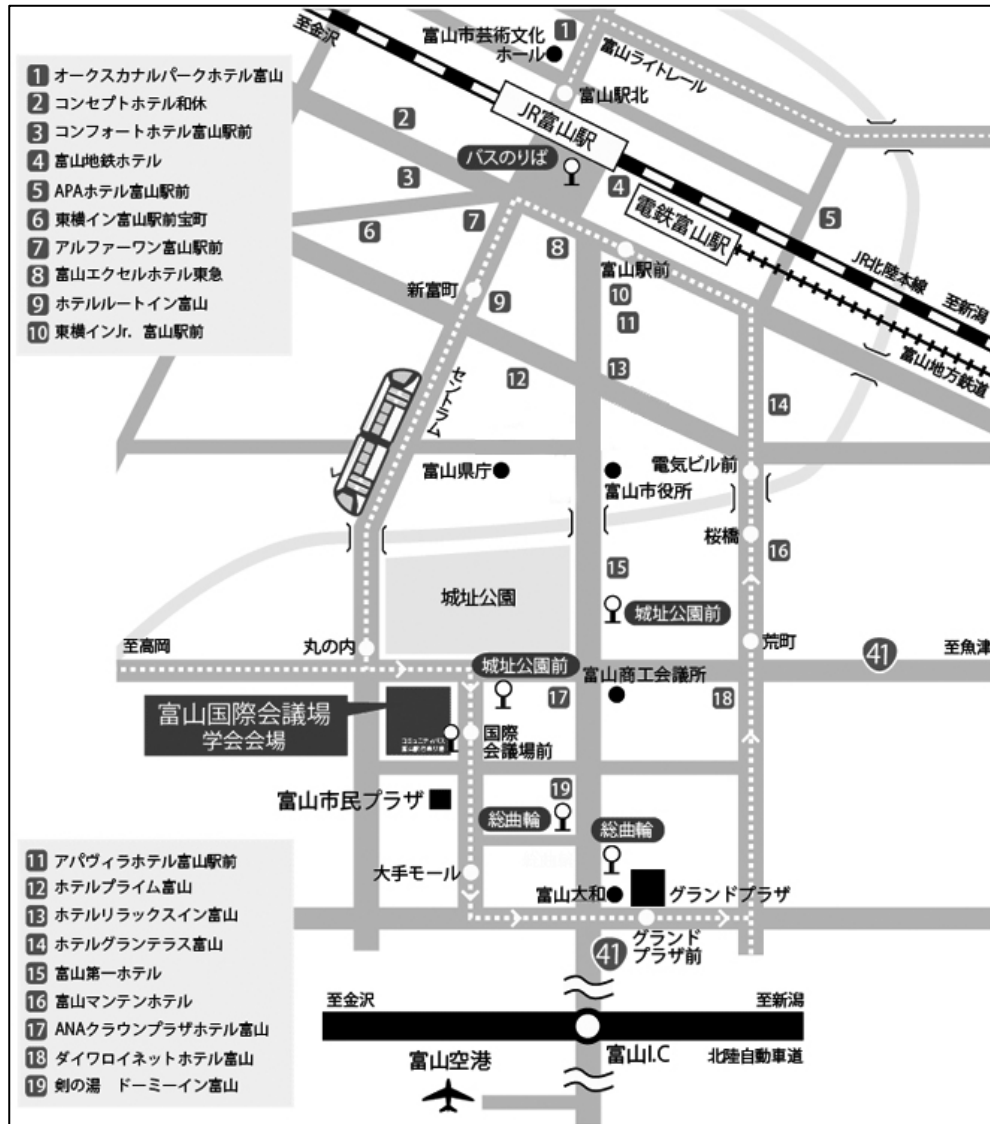 至金沢
富山市芸術文化
ホール
1
富山ライトレール
富山駅北
1 オークスカナルパークホテル富山
2 コンセプトホテル和休
3 コンフォートホテル富山駅前
4 富山地鉄ホテル
5 APAホテル富山駅前
6 東横イン富山駅前宝町
7 アルファーワン富山駅前
8 富山エクセルホテル東急
9 ホテルルートイン富山
10 東横インJr. 富山駅前
2
JR富山駅
バスのりば
3
4
電鉄富山駅
5
6
7
8
富山駅前
JR北陸本線
至新潟
新富町
9
10
11
富山地方鉄道
セントラム
12
13
14
富山県庁
富山市役所
電気ビル前
桜橋
16
15
城址公園
城址公園前
至高岡
丸の内
荒町
41
至魚津
城址公園前
富山商工会議所
17
18
富山国際会議場
学会会場
国際
会議場前
富山市民プラザ
19
総曲輪
総曲輪
大手モール
富山大和
グランドプラザ
グランド
プラザ前
41
11 アパヴィラホテル富山駅前
12 ホテルプライム富山
13 ホテルリラックスイン富山
14 ホテルグランテラス富山
15 富山第一ホテル
16 富山マンテンホテル
17 ANAクラウンプラザホテル富山
18 ダイワロイネットホテル富山
19 剣の湯 ドーミーイン富山
至金沢
至新潟
富山空港
富山I.C
北陸自動車道